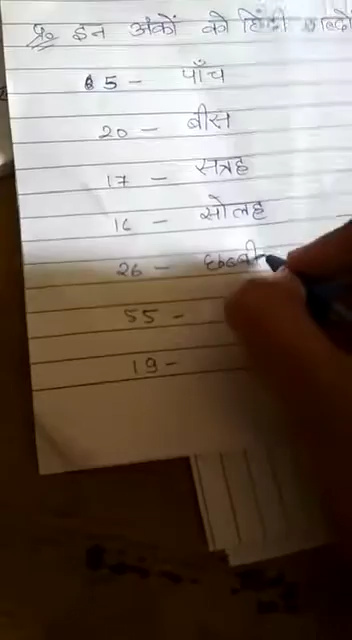 प्र० इन अंकों को हिंदी
5 - पाँच
20 - बीस
17 - सत्रह
16 - सोलह
26 - छब्बी
55 -
19 -